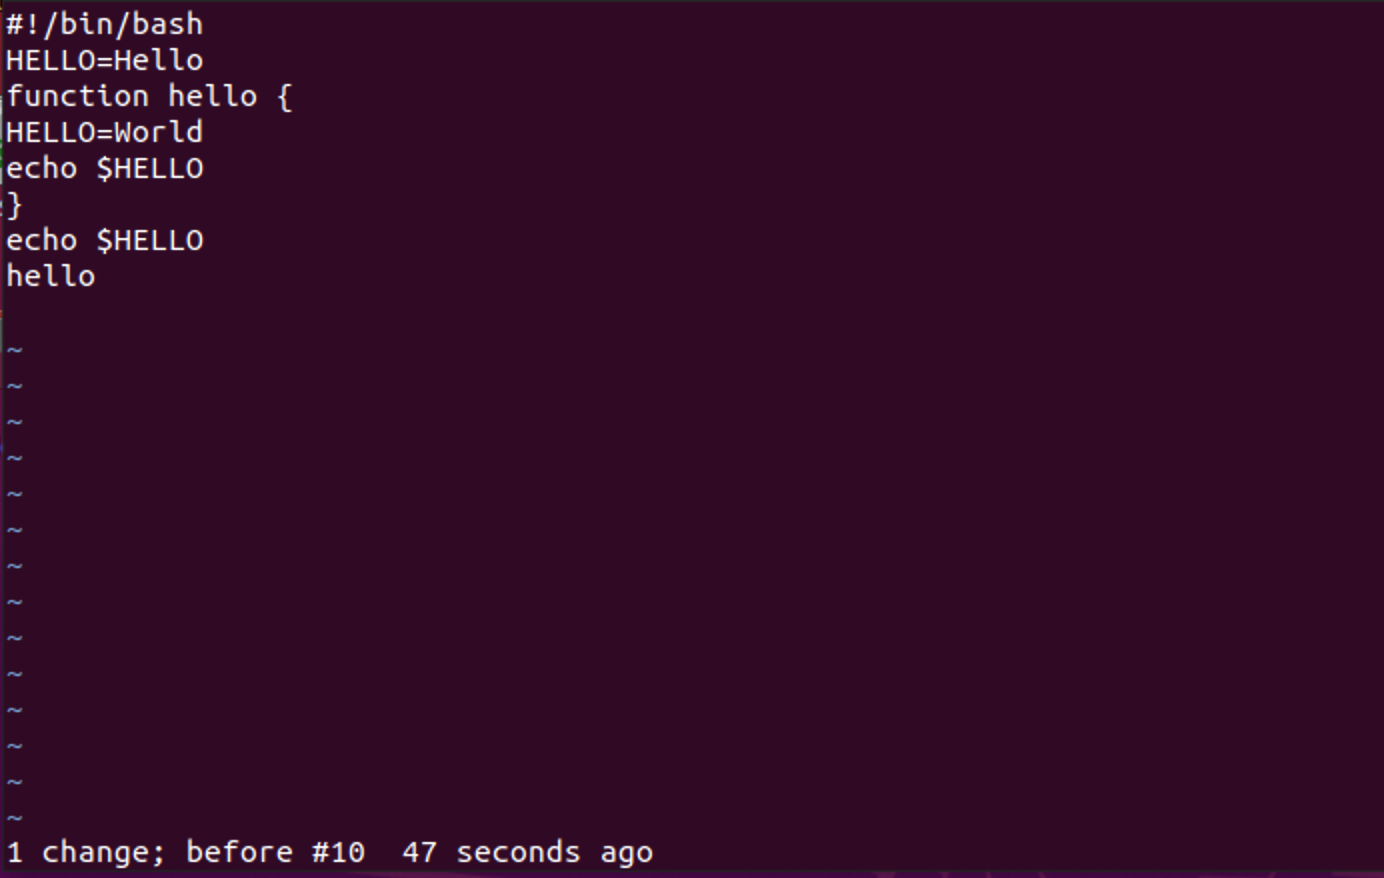 #!/bin/bash
HELLO=Hello
function hello {
HELLO=World
echo $HELLO
}
echo $HELLO
hello
~
~
~
~
~
~
~
~
~
~
~
~
~
~
1 change; before #10  47 seconds ago